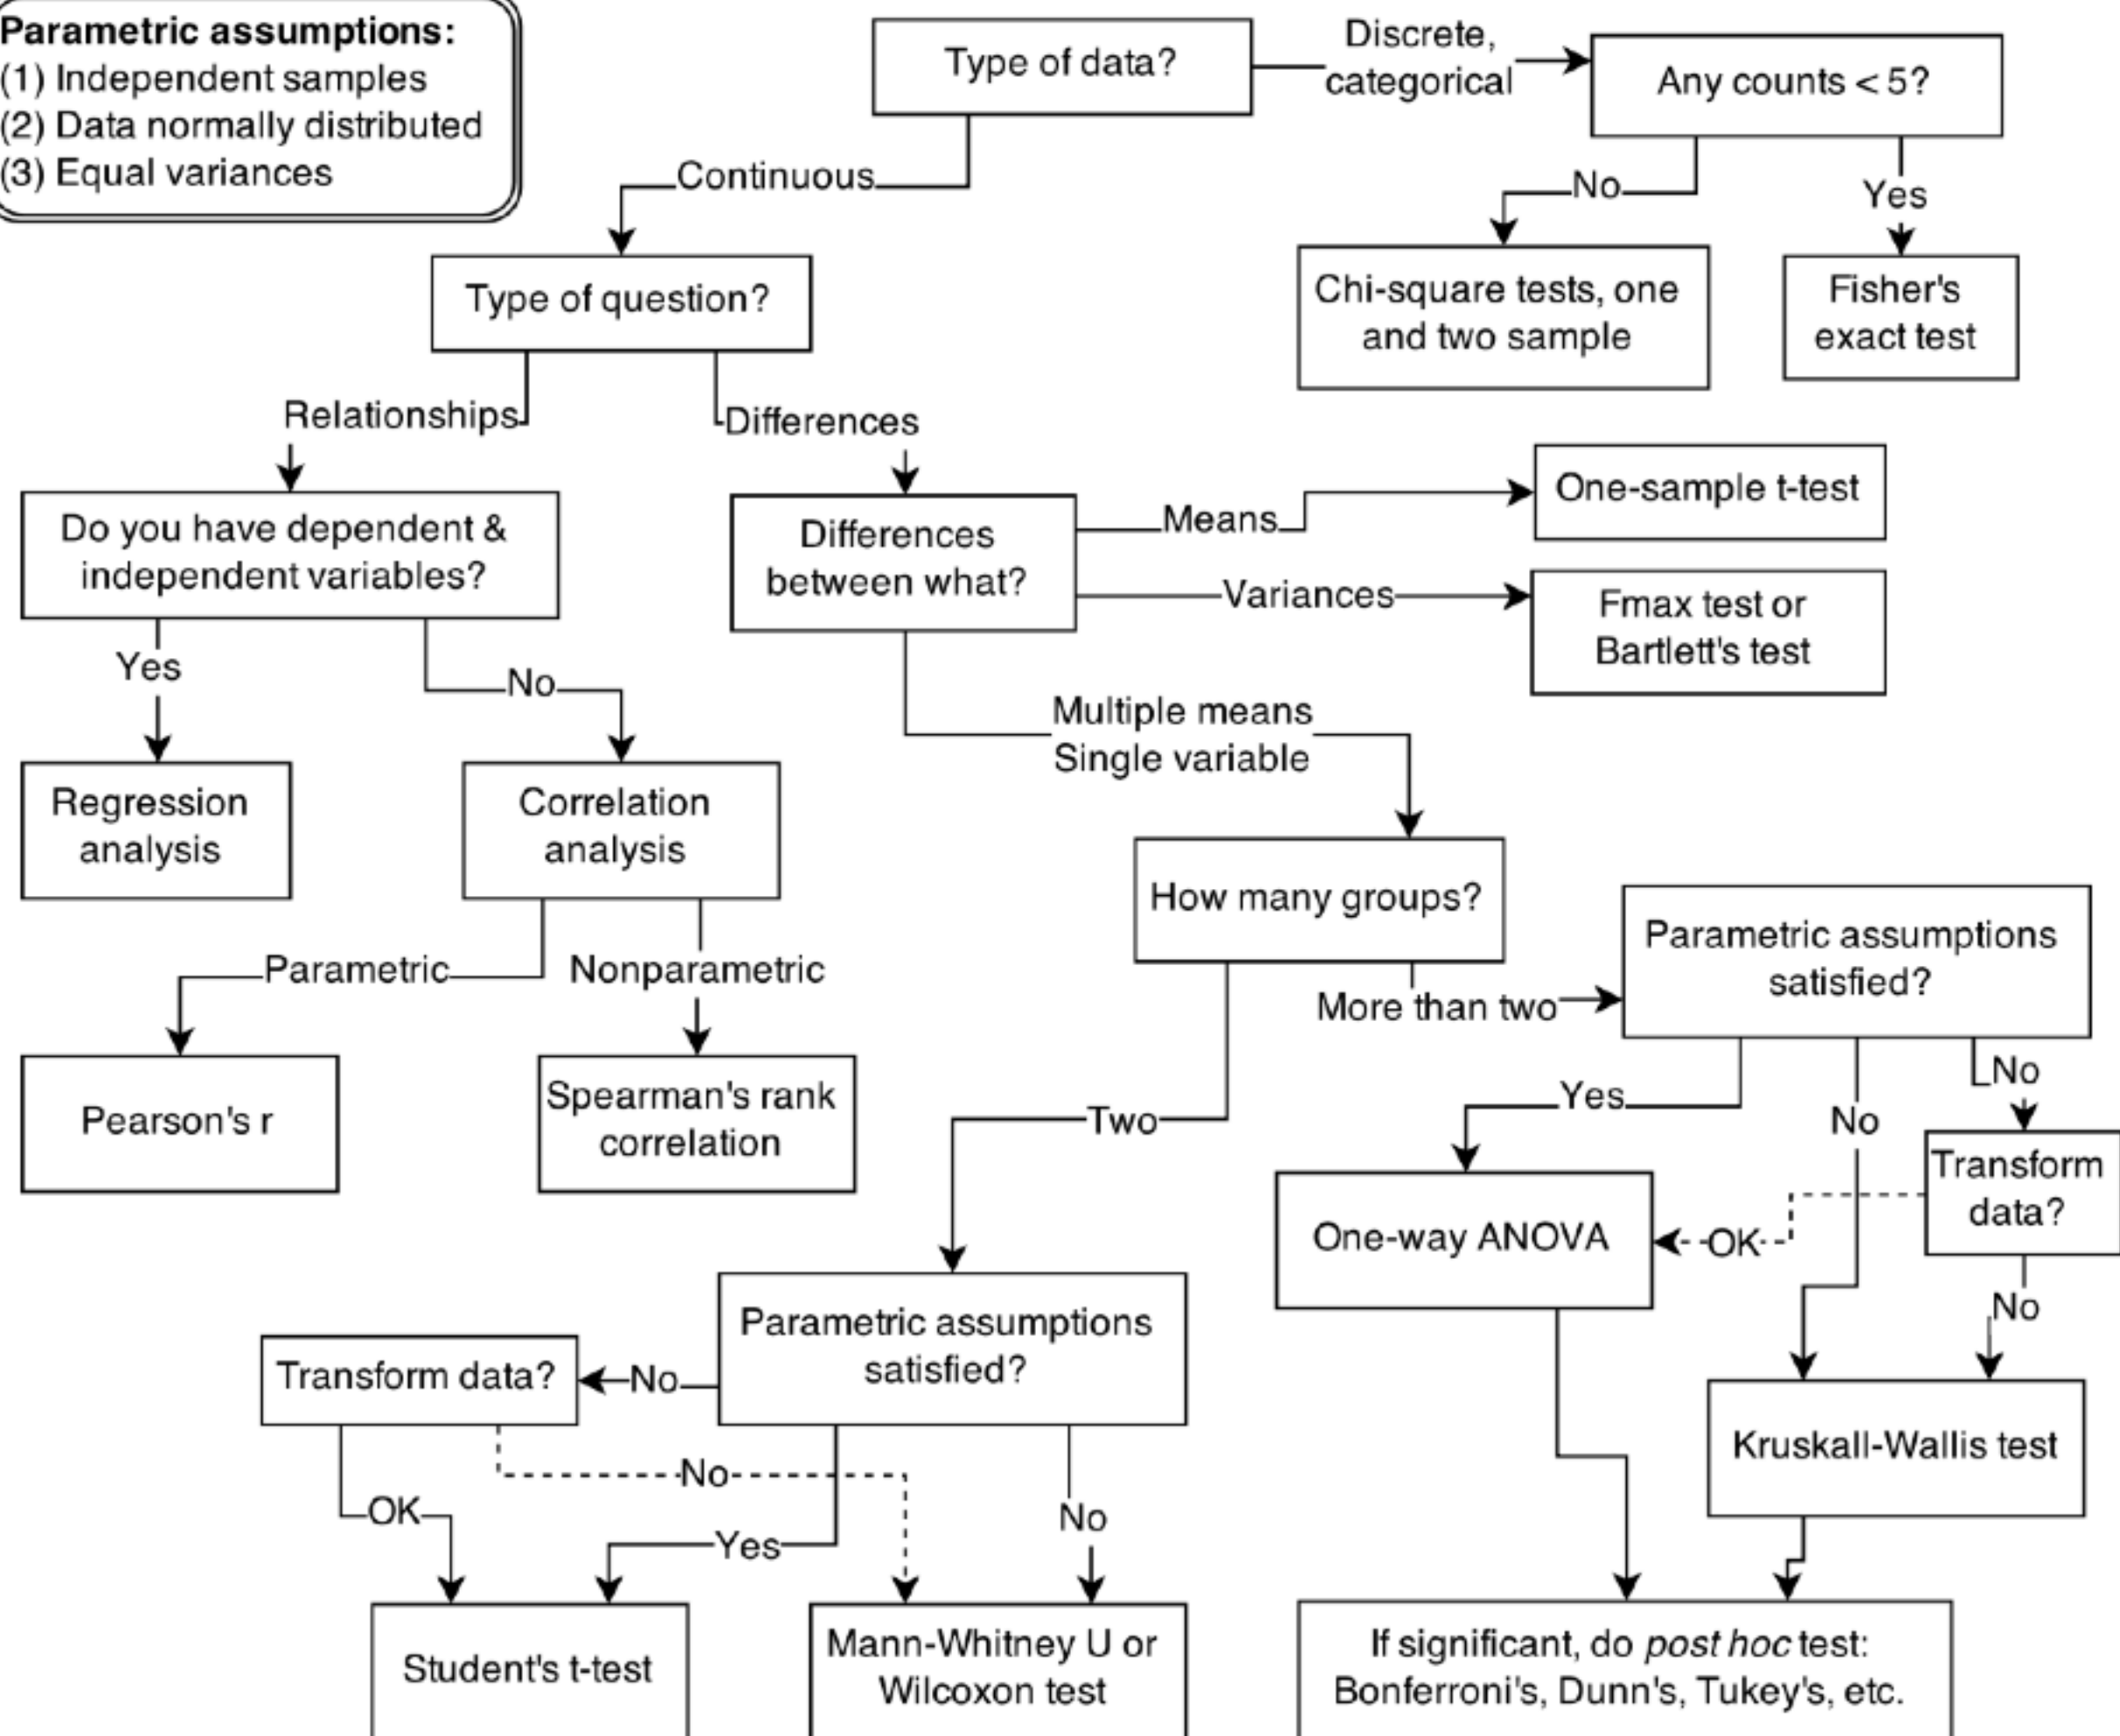 Parametric assumptions:
(1) Independent samples
(2) Data normally distributed
(3) Equal variances
Type of data?
Discrete,
categorical
Any counts < 5?
Continuous
No
Yes
Type of question?
Chi-square tests, one
and two sample
Fisher's
exact test
Relationships
Differences
Do you have dependent &
independent variables?
Differences
between what?
Means
One-sample t-test
Variances
Fmax test or
Bartlett's test
Yes
No
Multiple means
Single variable
Regression
analysis
Correlation
analysis
How many groups?
Parametric assumptions
satisfied?
Parametric
Nonparametric
More than two
Pearson's r
Spearman's rank
correlation
Two
Yes
No
No
Transform
data?
One-way ANOVA
OK
No
Parametric assumptions
satisfied?
Transform data?
No
Kruskall-Wallis test
No
OK
Yes
No
Student's t-test
Mann-Whitney U or
Wilcoxon test
If significant, do post hoc test:
Bonferroni's, Dunn's, Tukey's, etc.